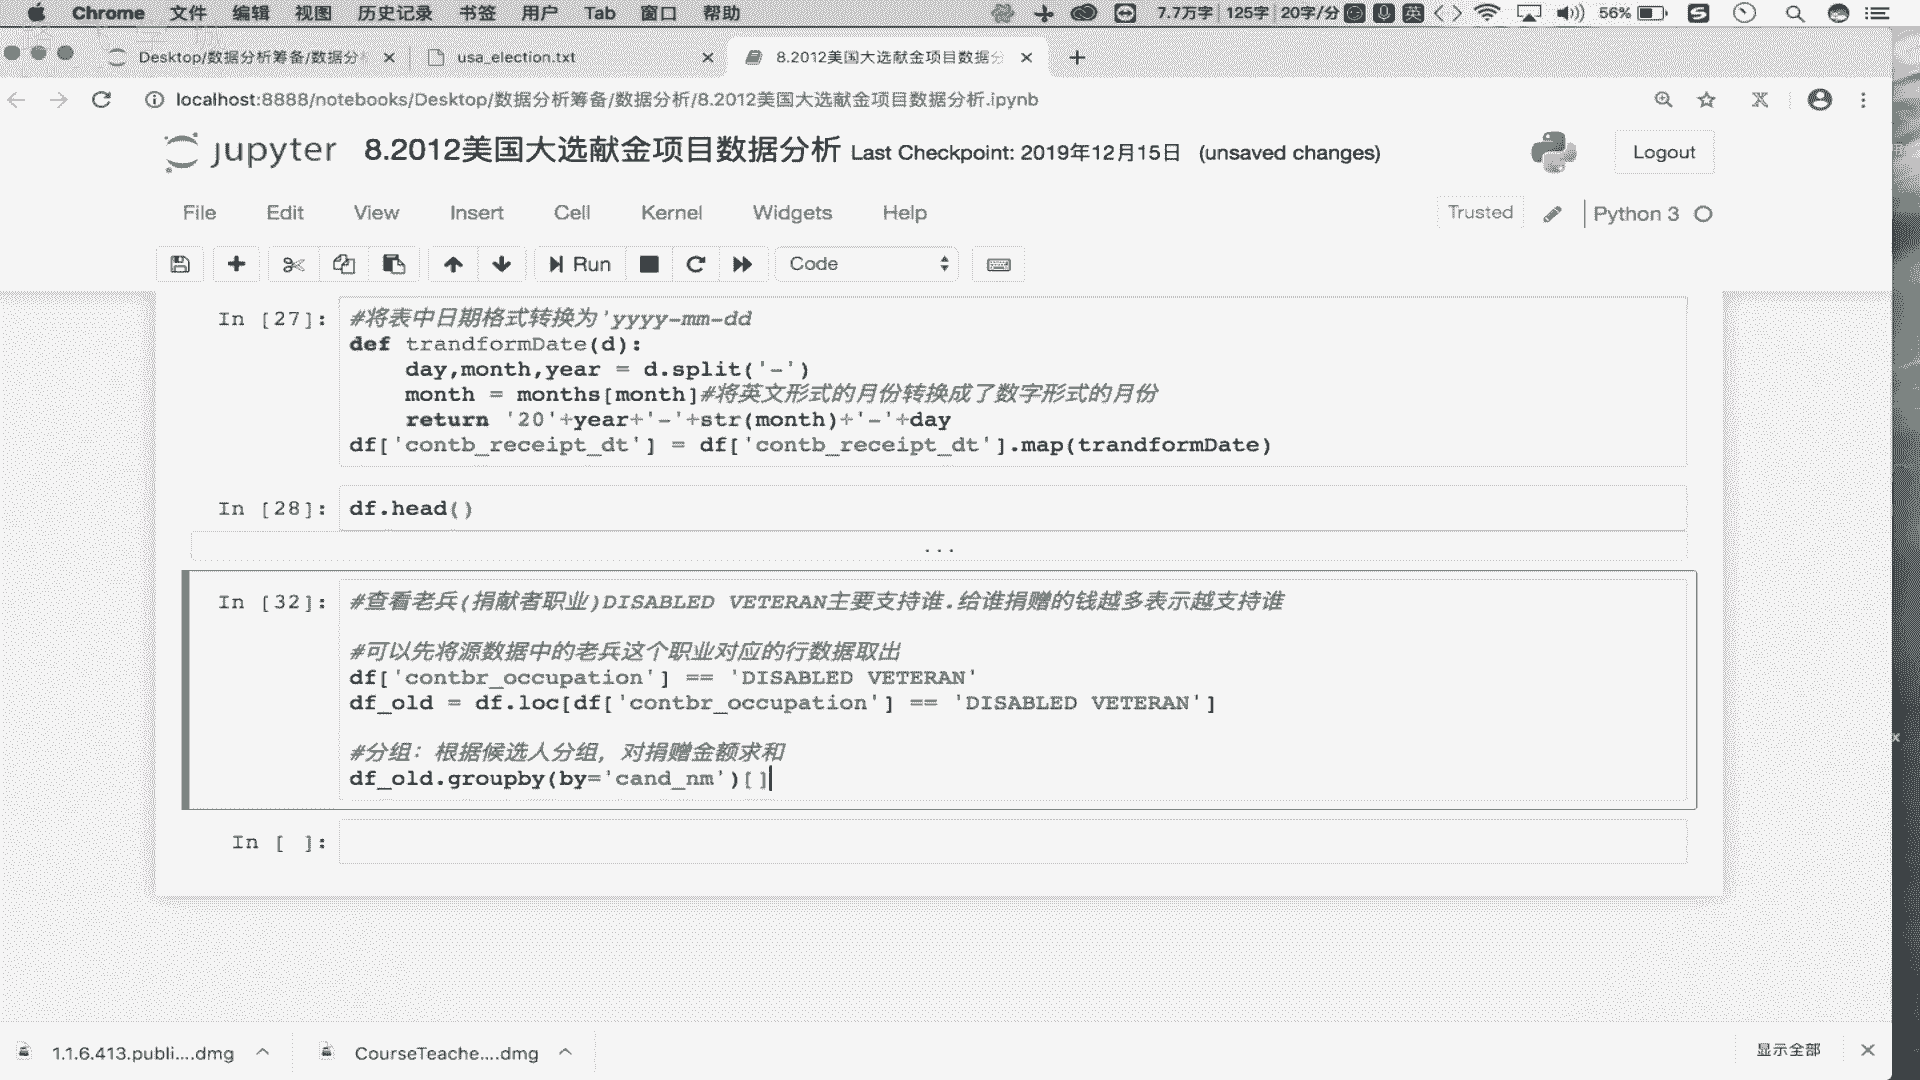 Chrome 文件 编辑 视图 历史记录 书签 用户 Tab 窗口 帮助 7.7万字 125字 20字/分 英 56%
Desktop/数据分析筹备/数据分 usa_election.txt 8.2012美国大选献金项目数据分
localhost:8888/notebooks/Desktop/数据分析筹备/数据分析/8.2012美国大选献金项目数据分析.ipynb
jupyter 8.2012美国大选献金项目数据分析 Last Checkpoint: 2019年12月15日 (unsaved changes) Logout
File Edit View Insert Cell Kernel Widgets Help Trusted Python 3
Run Code
In [27]: #将表中日期格式转换为'yyyy-mm-dd
def trandformDate(d):
day,month,year = d.split('-')
month = months[month]#将英文形式的月份转换成了数字形式的月份
return '20'+year+'-'+str(month)+'-'+day
df['contb_receipt_dt'] = df['contb_receipt_dt'].map(trandformDate)
In [28]: df.head()
...
In [32]: #查看老兵(捐献者职业)DISABLED VETERAN主要支持谁.给谁捐赠的钱越多表示越支持谁
#可以先将源数据中的老兵这个职业对应的行数据取出
df['contbr_occupation'] == 'DISABLED VETERAN'
df_old = df.loc[df['contbr_occupation'] == 'DISABLED VETERAN']
#分组：根据候选人分组，对捐赠金额求和
df_old.groupby(by='cand_nm')[]
In [ ]:
1.1.6.413.publi....dmg CourseTeache....dmg 显示全部